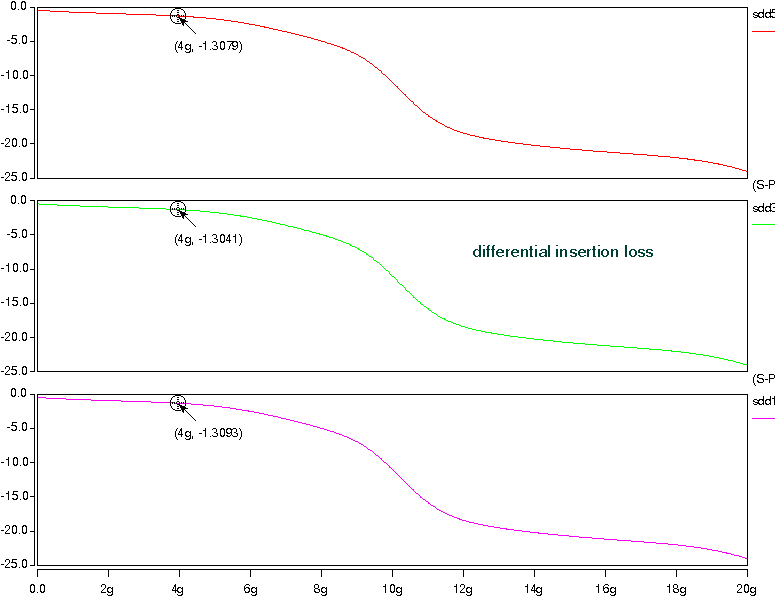 0.0
sdd5
-5.0
(4g, -1.3079)
-10.0
-15.0
-20.0
-25.0
(S-P
0.0
sdd3
-5.0
(4g, -1.3041)
differential insertion loss
-10.0
-15.0
-20.0
-25.0
(S-P
0.0
sdd1
-5.0
(4g, -1.3093)
-10.0
-15.0
-20.0
-25.0
0.0 2g 4g 6g 8g 10g 12g 14g 16g 18g 20g